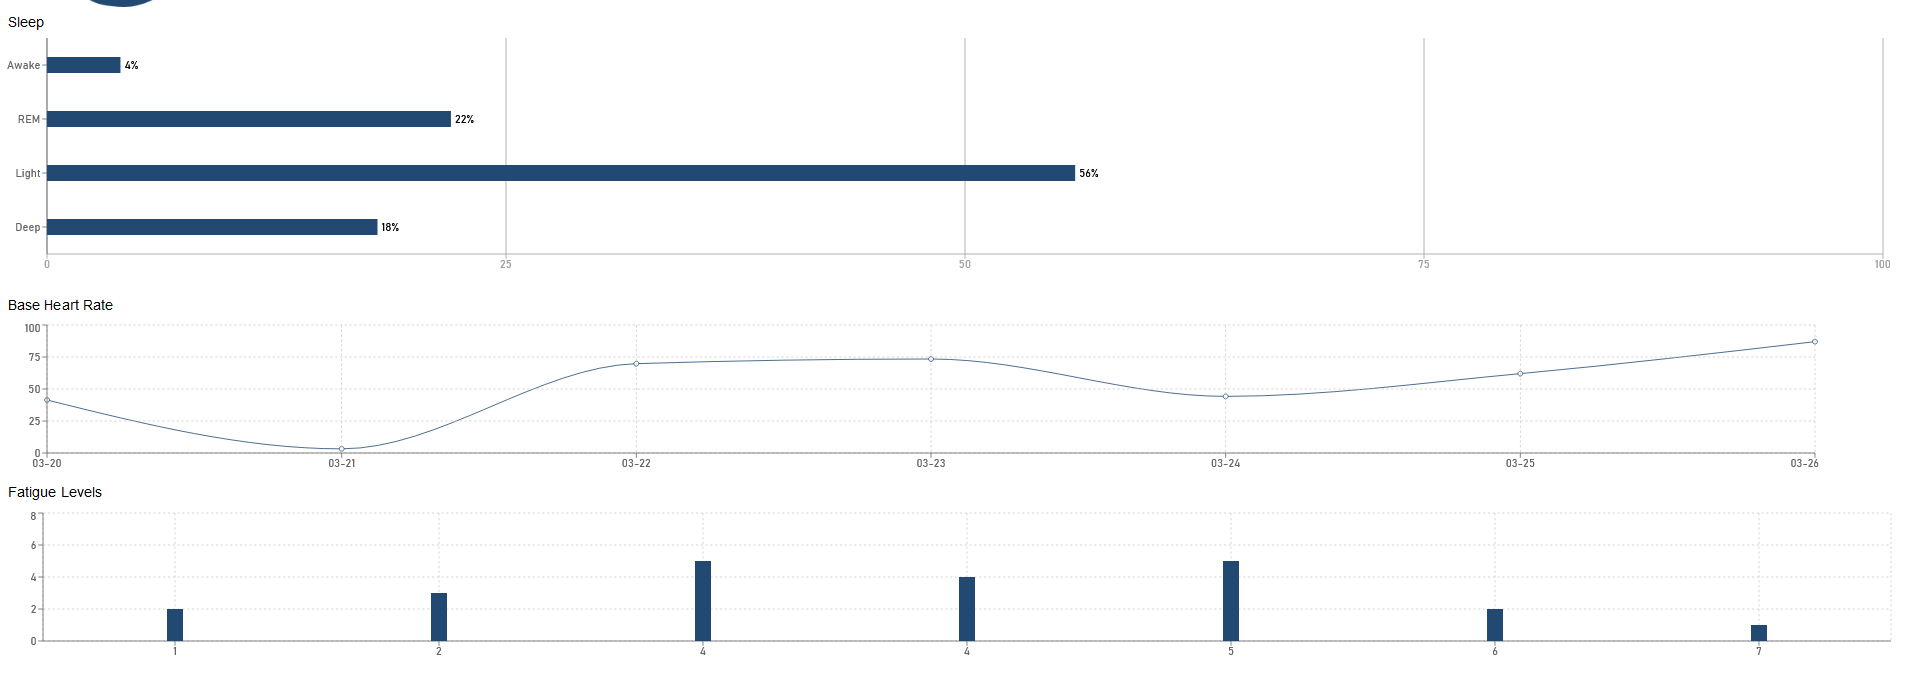 Sleep
Awake 4%
REM 22%
Light 56%
Deep 18%
0 25 50 75 100
Base Heart Rate
100
75
50
25
0
03-20 03-21 03-22 03-23 03-24 03-25 03-26
Fatigue Levels
8
6
4
2
0
1 2 4 4 5 6 7